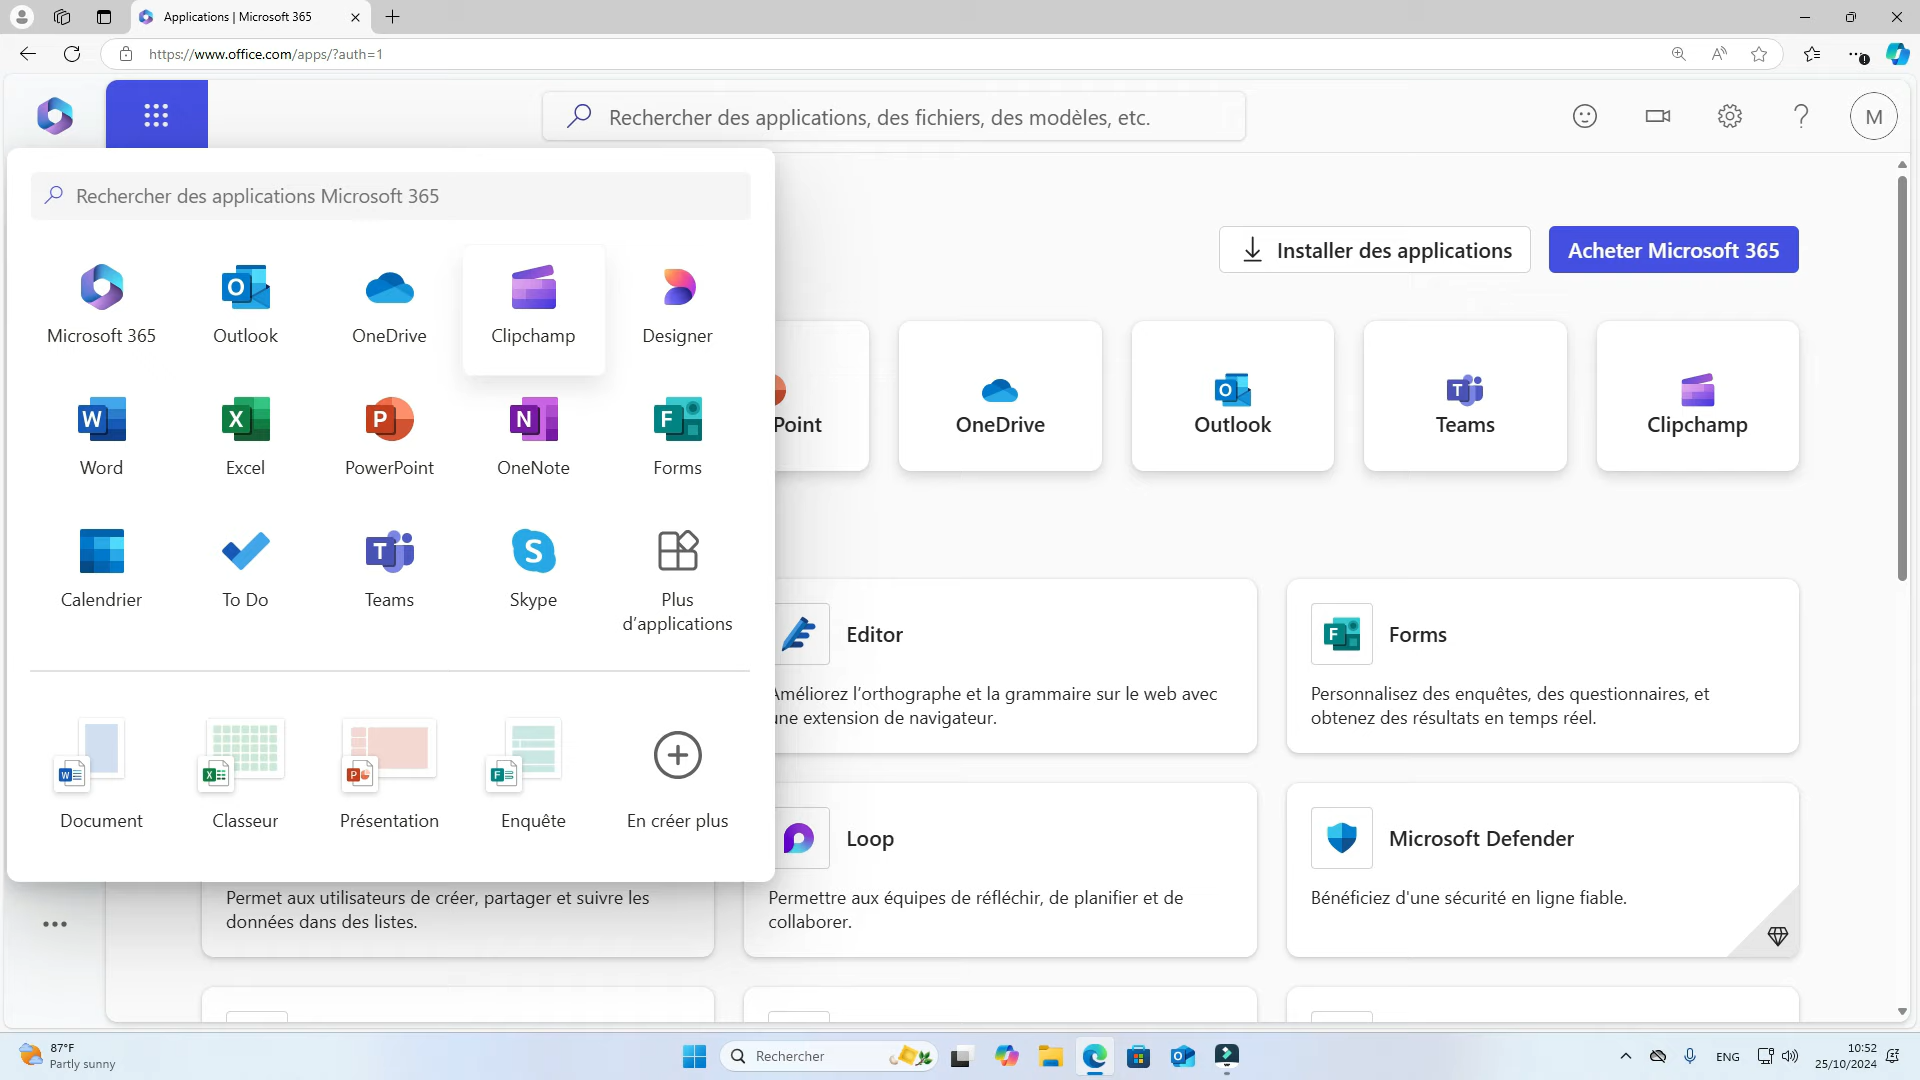 Applications | Microsoft 365
https://www.office.com/apps/?auth=1
Rechercher des applications, des fichiers, des modèles, etc.
M
Rechercher des applications Microsoft 365
Installer des applications
Acheter Microsoft 365
Microsoft 365
Outlook
OneDrive
Clipchamp
Designer
Word
Excel
PowerPoint
OneNote
Forms
Calendrier
To Do
Teams
Skype
Plus
d’applications
Document
Classeur
Présentation
Enquête
En créer plus
Point
OneDrive
Outlook
Teams
Clipchamp
Editor
Améliorez l’orthographe et la grammaire sur le web avec
une extension de navigateur.
Forms
Personnalisez des enquêtes, des questionnaires, et
obtenez des résultats en temps réel.
Permet aux utilisateurs de créer, partager et suivre les
données dans des listes.
Loop
Permettre aux équipes de réfléchir, de planifier et de
collaborer.
Microsoft Defender
Bénéficiez d'une sécurité en ligne fiable.
87°F
Partly sunny
Rechercher
ENG
10:52
25/10/2024